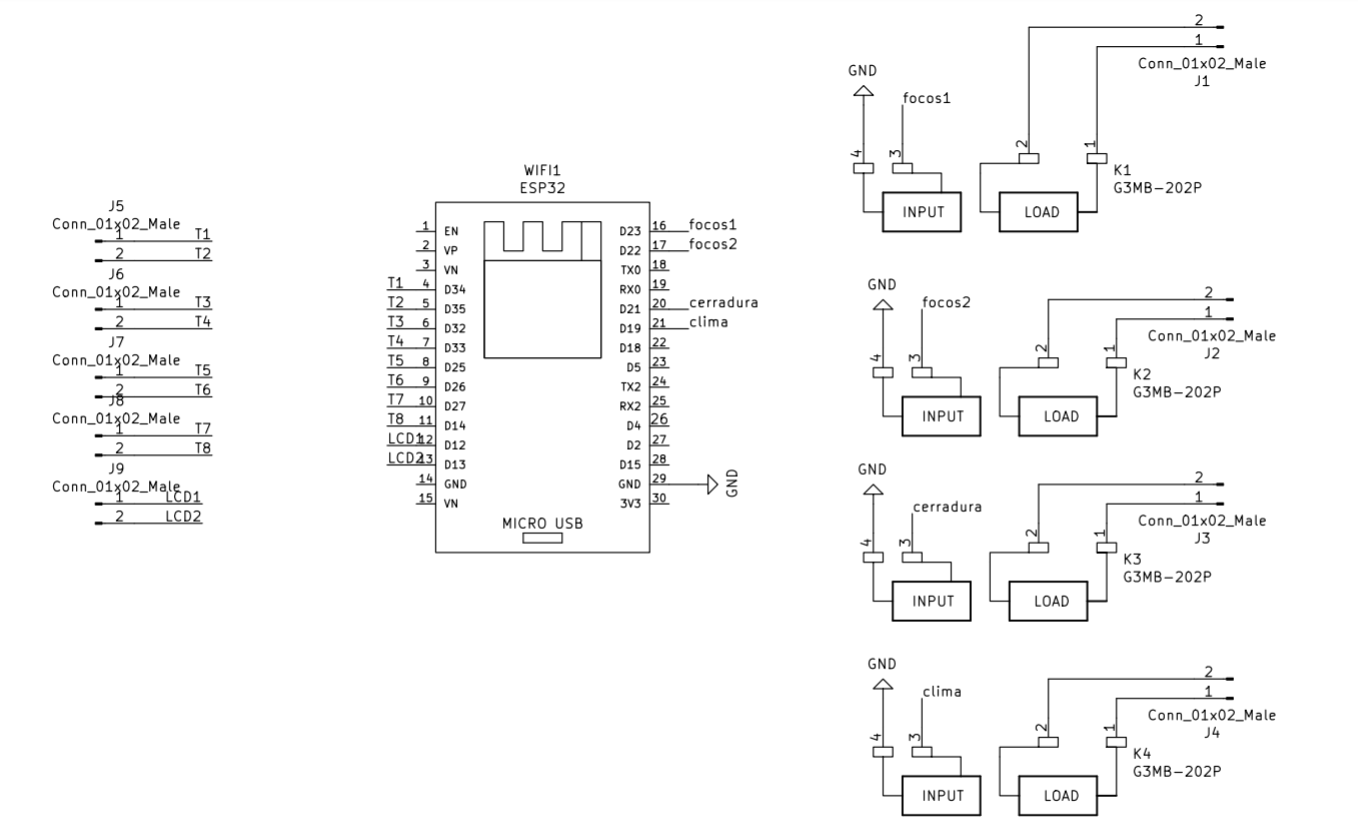 J5
Conn_01x02_Male
1 T1
2 T2
J6
Conn_01x02_Male
1 T3
2 T4
J7
Conn_01x02_Male
1 T5
2 T6
J8
Conn_01x02_Male
1 T7
2 T8
J9
Conn_01x02_Male
1 LCD1
2 LCD2
WIFI1
ESP32
1 EN D23 16 focos1
2 VP D22 17 focos2
3 VN TX0 18
T1 4 D34 RX0 19
T2 5 D35 D21 20 cerradura
T3 6 D32 D19 21 clima
T4 7 D33 D18 22
T5 8 D25 D5 23
T6 9 D26 TX2 24
T7 10 D27 RX2 25
T8 11 D14 D4 26
LCD1 12 D12 D2 27
LCD2 13 D13 D15 28
14 GND GND 29 GND
15 VN 3V3 30
MICRO USB
2
1
Conn_01x02_Male
J1
GND
focos1
4 3 2 1
K1
G3MB-202P
INPUT LOAD
GND
focos2
2
1
Conn_01x02_Male
J2
4 3 2 1
K2
G3MB-202P
INPUT LOAD
GND
cerradura
2
1
Conn_01x02_Male
J3
4 3 2 1
K3
G3MB-202P
INPUT LOAD
GND
clima
2
1
Conn_01x02_Male
J4
4 3 2 1
K4
G3MB-202P
INPUT LOAD